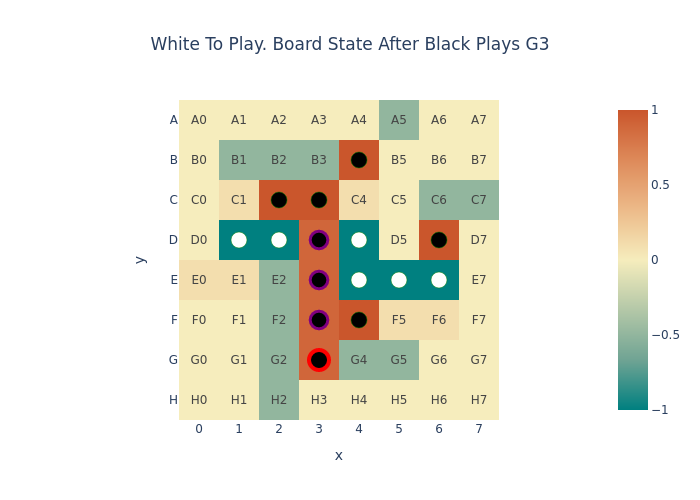 White To Play. Board State After Black Plays G3
A A0 A1 A2 A3 A4 A5 A6 A7
B B0 B1 B2 B3 B5 B6 B7
C C0 C1 C4 C5 C6 C7
D D0 D5 D7
E E0 E1 E2 E7
F F0 F1 F2 F5 F6 F7
G G0 G1 G2 G4 G5 G6 G7
H H0 H1 H2 H3 H4 H5 H6 H7
0 1 2 3 4 5 6 7
x
y
1
0.5
0
−0.5
−1